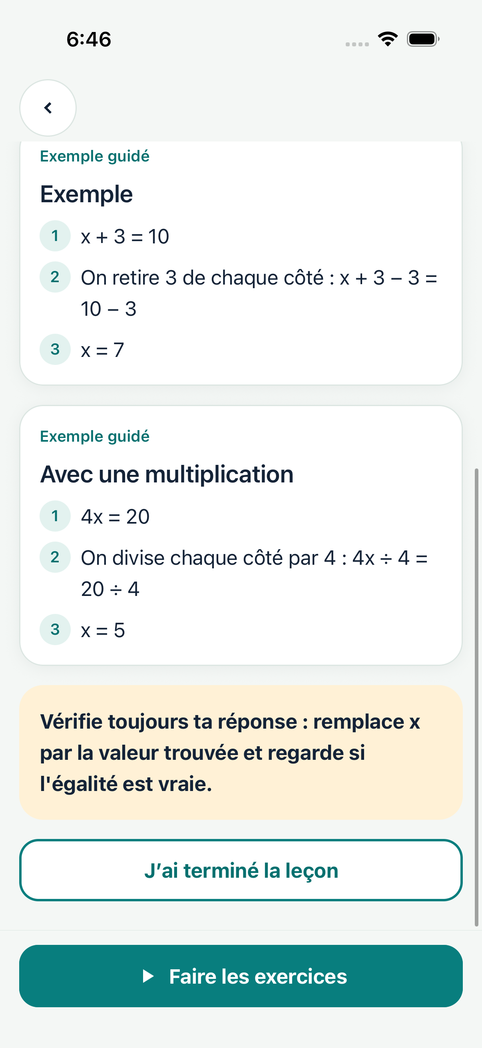 6:46
Exemple guidé
Exemple
1 x + 3 = 10
2 On retire 3 de chaque côté : x + 3 − 3 =
10 − 3
3 x = 7
Exemple guidé
Avec une multiplication
1 4x = 20
2 On divise chaque côté par 4 : 4x ÷ 4 =
20 ÷ 4
3 x = 5
Vérifie toujours ta réponse : remplace x
par la valeur trouvée et regarde si
l'égalité est vraie.
J’ai terminé la leçon
Faire les exercices